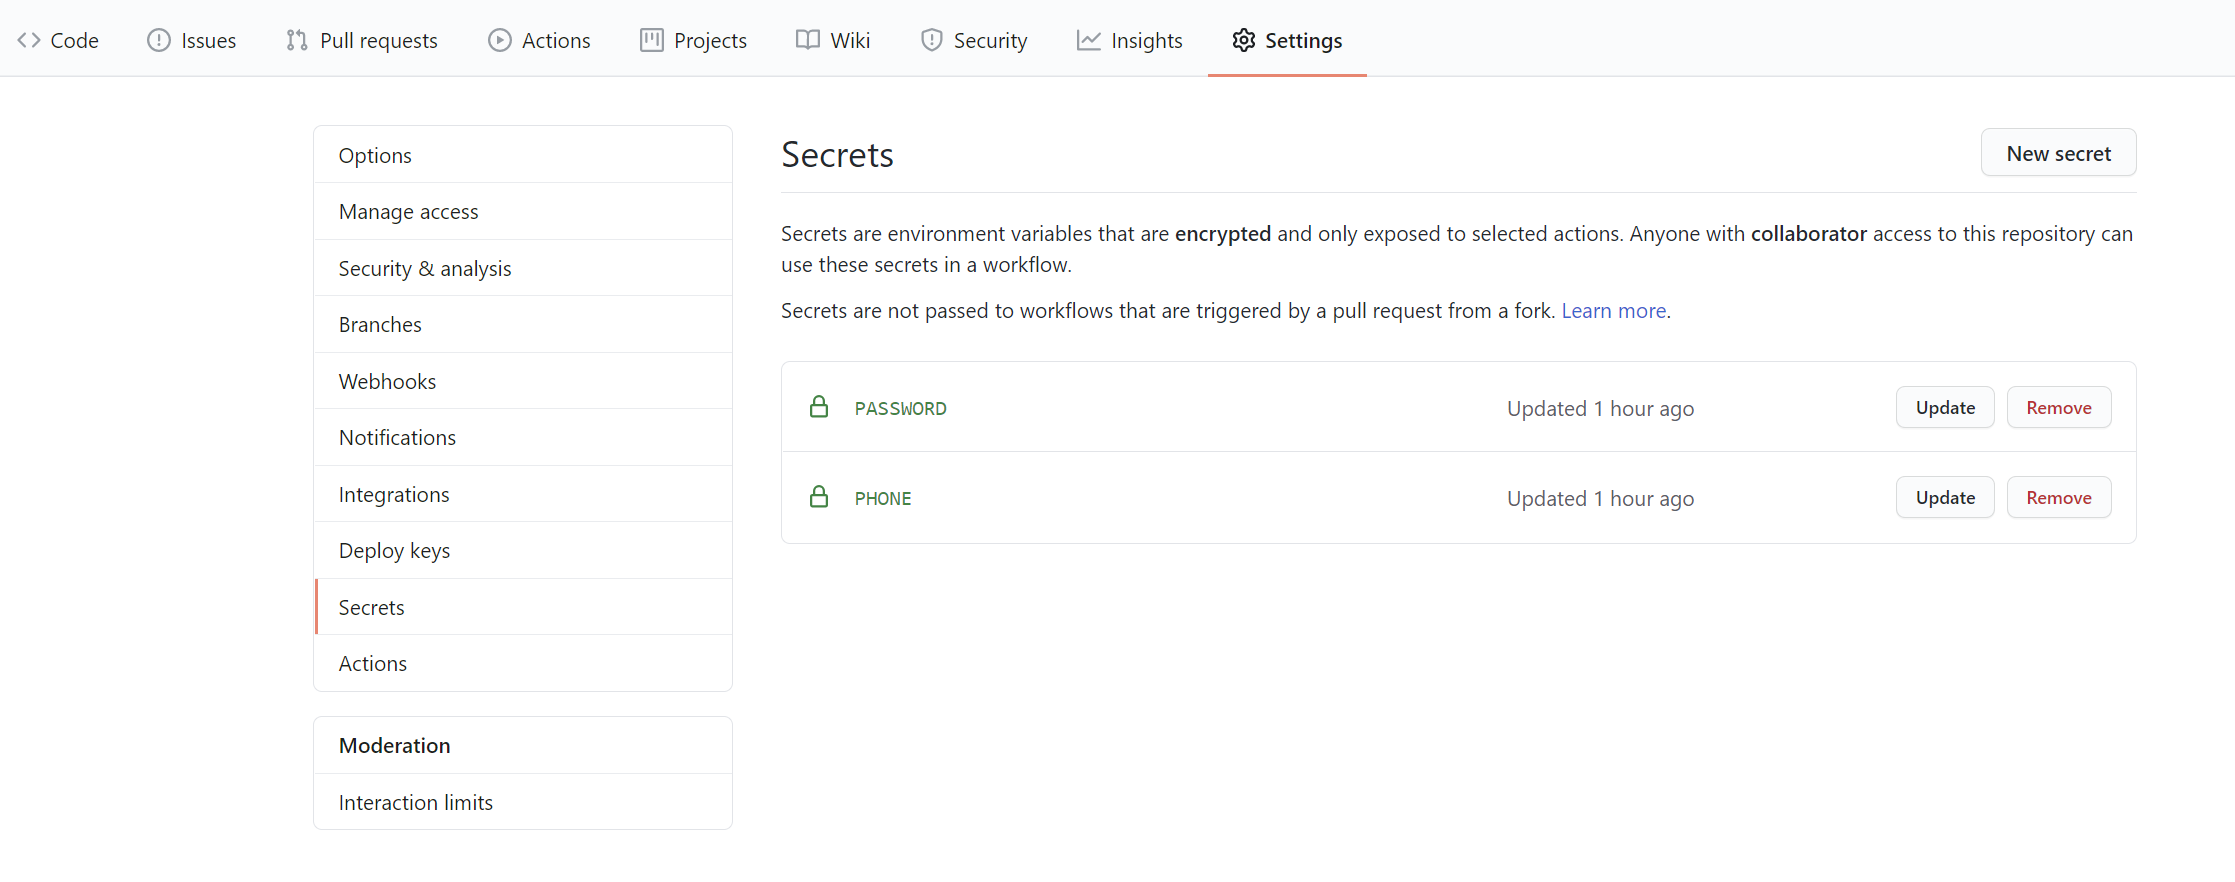 Code Issues Pull requests Actions Projects Wiki Security Insights Settings
Options
Manage access
Security & analysis
Branches
Webhooks
Notifications
Integrations
Deploy keys
Secrets
Actions
Moderation
Interaction limits
Secrets
New secret
Secrets are environment variables that are encrypted and only exposed to selected actions. Anyone with collaborator access to this repository can
use these secrets in a workflow.
Secrets are not passed to workflows that are triggered by a pull request from a fork. Learn more.
PASSWORD Updated 1 hour ago Update Remove
PHONE Updated 1 hour ago Update Remove